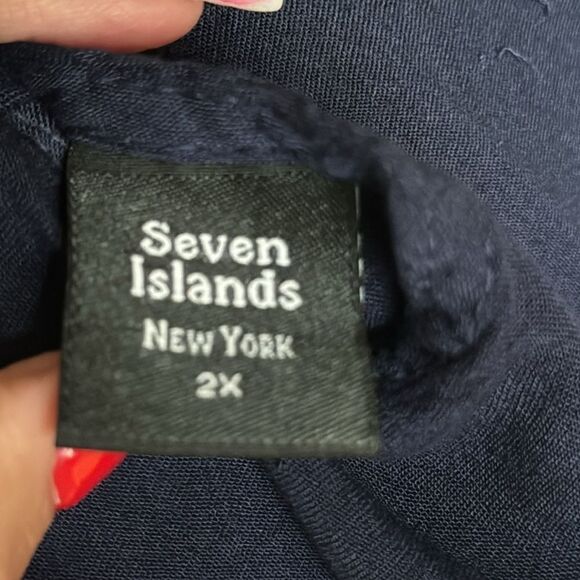 Seven
Islands
NEW YORK
2X